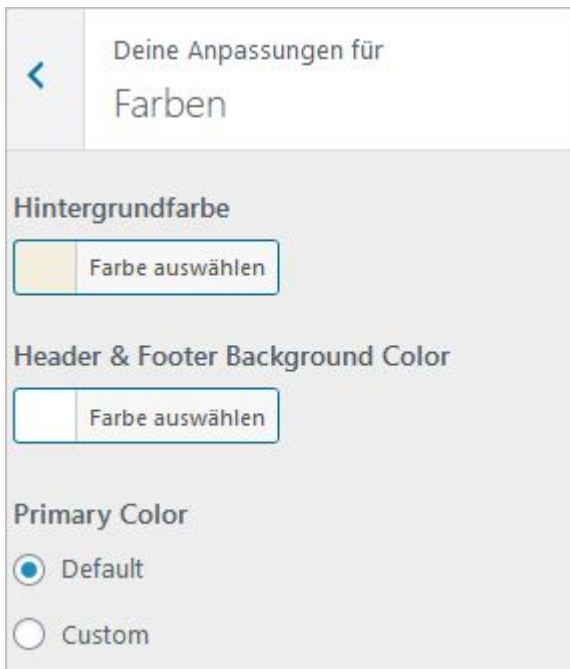 Deine Anpassungen für
Farben
Hintergrundfarbe
Farbe auswählen
Header & Footer Background Color
Farbe auswählen
Primary Color
Default
Custom